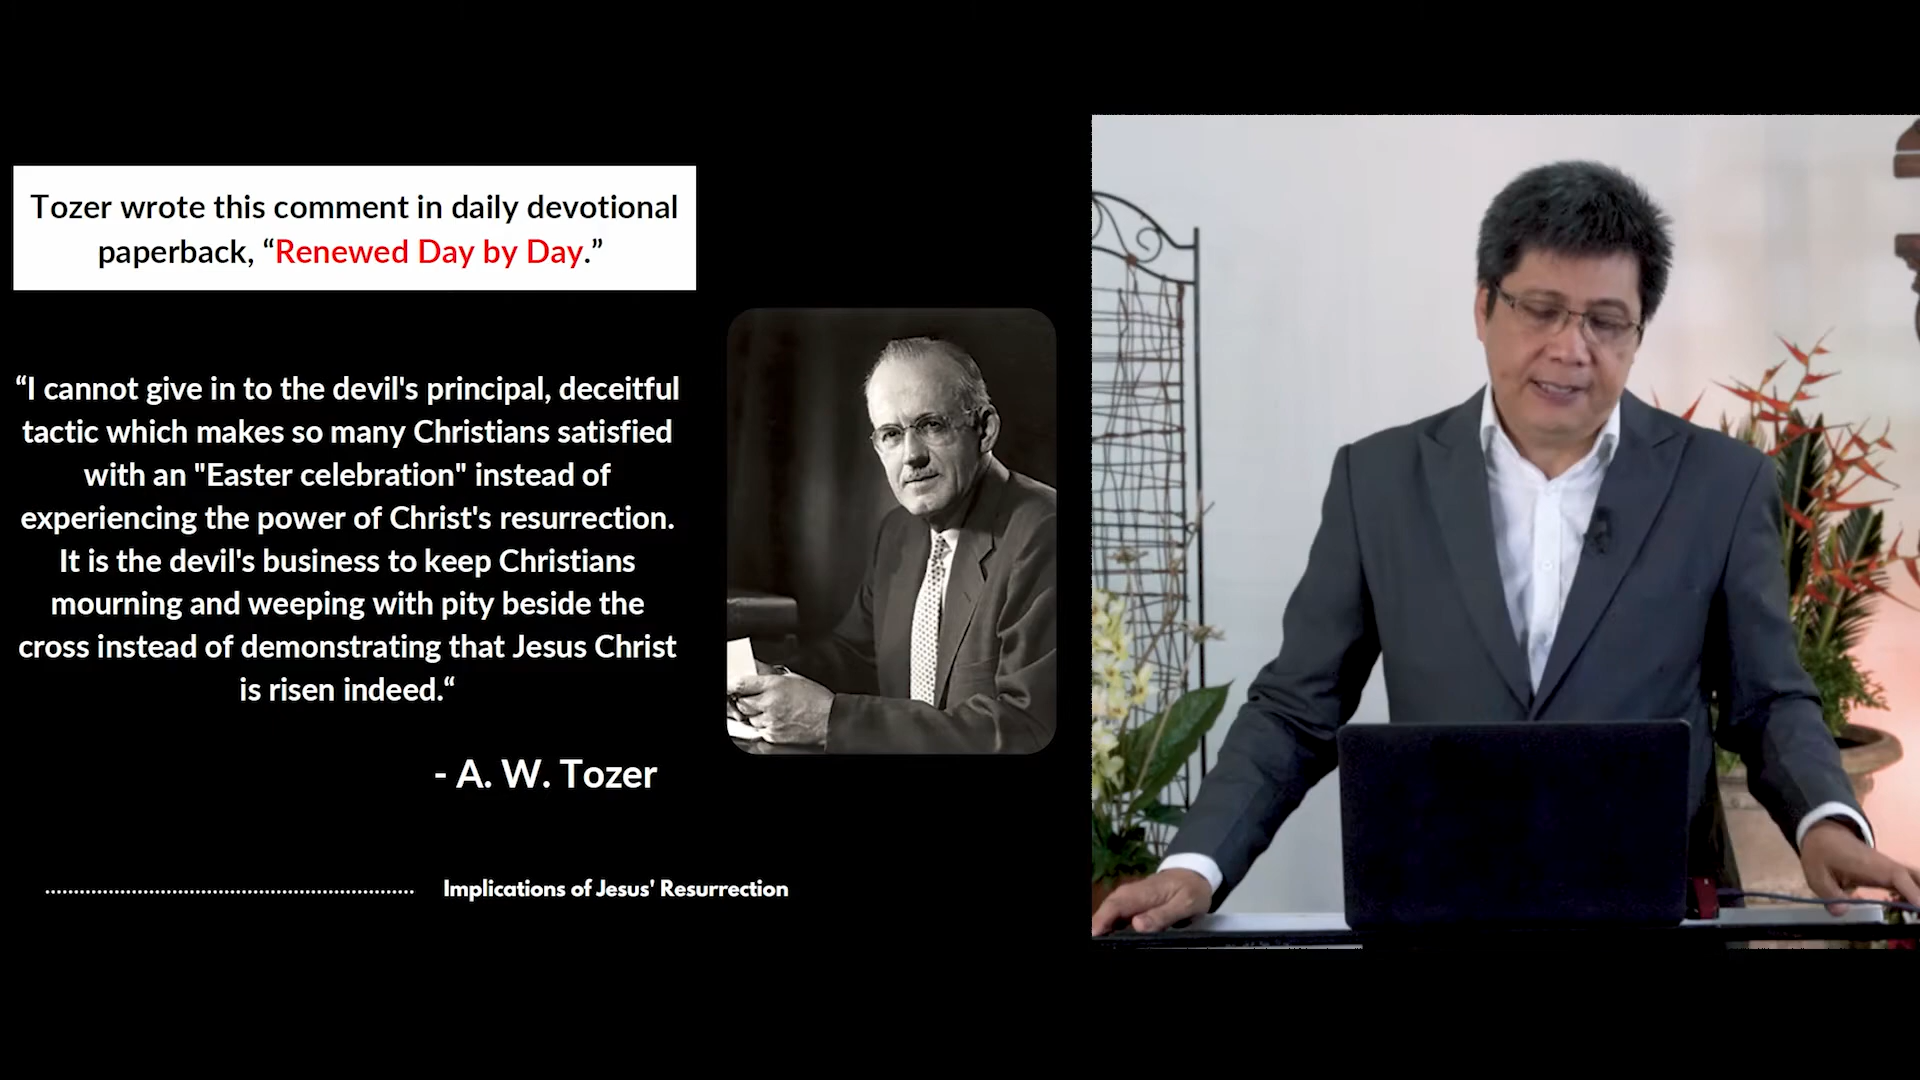 Tozer wrote this comment in daily devotional
paperback, “Renewed Day by Day.”
“I cannot give in to the devil's principal, deceitful
tactic which makes so many Christians satisfied
with an "Easter celebration" instead of
experiencing the power of Christ's resurrection.
It is the devil's business to keep Christians
mourning and weeping with pity beside the
cross instead of demonstrating that Jesus Christ
is risen indeed.“
- A. W. Tozer
Implications of Jesus' Resurrection